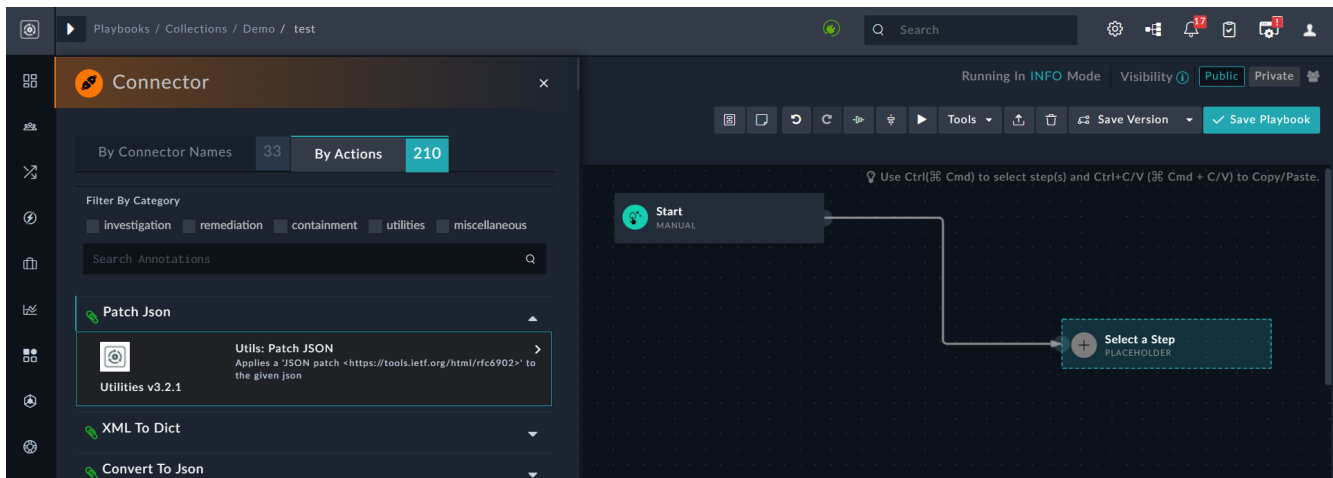 Playbooks / Collections / Demo / test
Search
17
!
Connector
Running In INFO Mode
Visibility
Public
Private
By Connector Names 33
By Actions 210
Tools
Save Version
Save Playbook
Use Ctrl(⌘ Cmd) to select step(s) and Ctrl+C/V (⌘ Cmd + C/V) to Copy/Paste.
Filter By Category
investigation remediation containment utilities miscellaneous
Search Annotations
Start
MANUAL
Patch Json
Utils: Patch JSON
Applies a 'JSON patch <https://tools.ietf.org/html/rfc6902>' to
the given json
Utilities v3.2.1
Select a Step
PLACEHOLDER
XML To Dict
Convert To Json